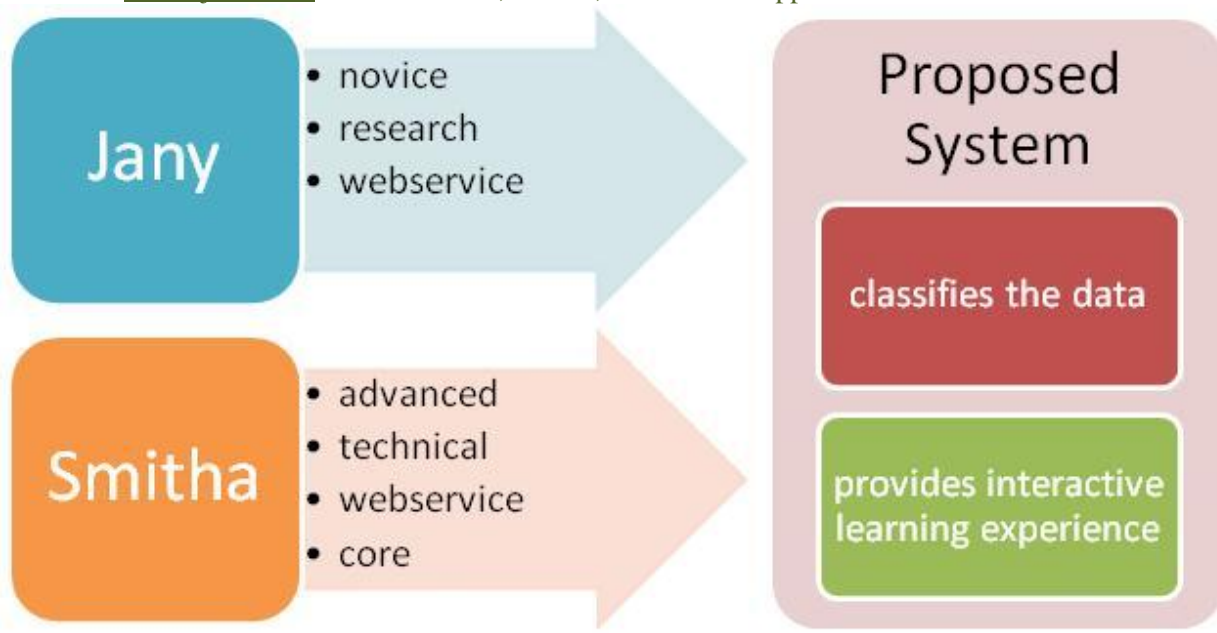 Jany
• novice
• research
• webservice
Smitha
• advanced
• technical
• webservice
• core
Proposed
System
classifies the data
provides interactive
learning experience